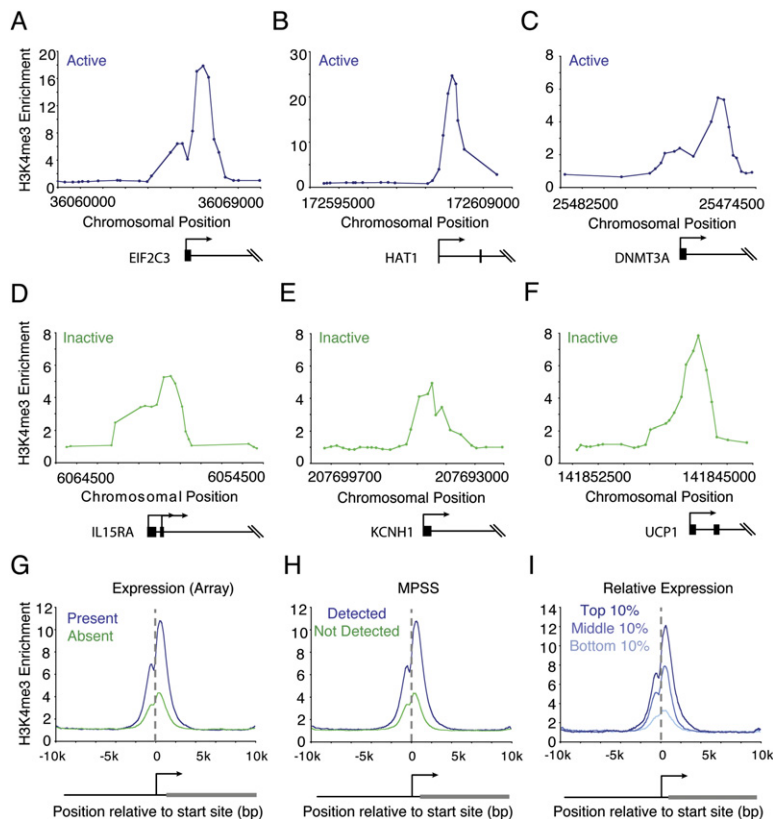 A
B
C
H3K4me3 Enrichment
20
16
12
8
4
0
Active
36060000 36069000
Chromosomal Position
EIF2C3
30
20
10
0
Active
172595000 172609000
Chromosomal Position
HAT1
8
6
4
2
0
Active
25482500 25474500
Chromosomal Position
DNMT3A
D
E
F
H3K4me3 Enrichment
8
6
4
2
0
Inactive
6064500 6054500
Chromosomal Position
IL15RA
8
6
4
2
0
Inactive
207699700 207693000
Chromosomal Position
KCNH1
8
6
4
2
0
Inactive
141852500 141845000
Chromosomal Position
UCP1
G
H
I
Expression (Array)
H3K4me3 Enrichment
12
10
8
6
4
2
0
Present
Absent
-10k -5k 0 5k 10k
Position relative to start site (bp)
MPSS
12
10
8
6
4
2
0
Detected
Not Detected
-10k -5k 0 5k 10k
Position relative to start site (bp)
Relative Expression
14
12
10
8
6
4
2
0
Top 10%
Middle 10%
Bottom 10%
-10k -5k 0 5k 10k
Position relative to start site (bp)